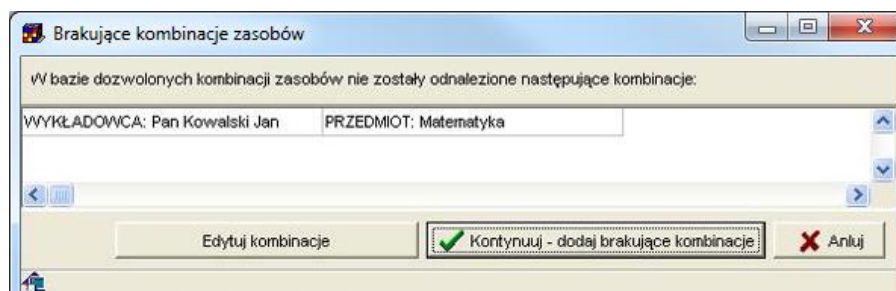 Brakujące kombinacje zasobów
W bazie dozwolonych kombinacji zasobów nie zostały odnalezione następujące kombinacje:
WYKŁADOWCA: Pan Kowalski Jan PRZEDMIOT: Matematyka
Edytuj kombinacje Kontynuuj - dodaj brakujące kombinacje Anluj